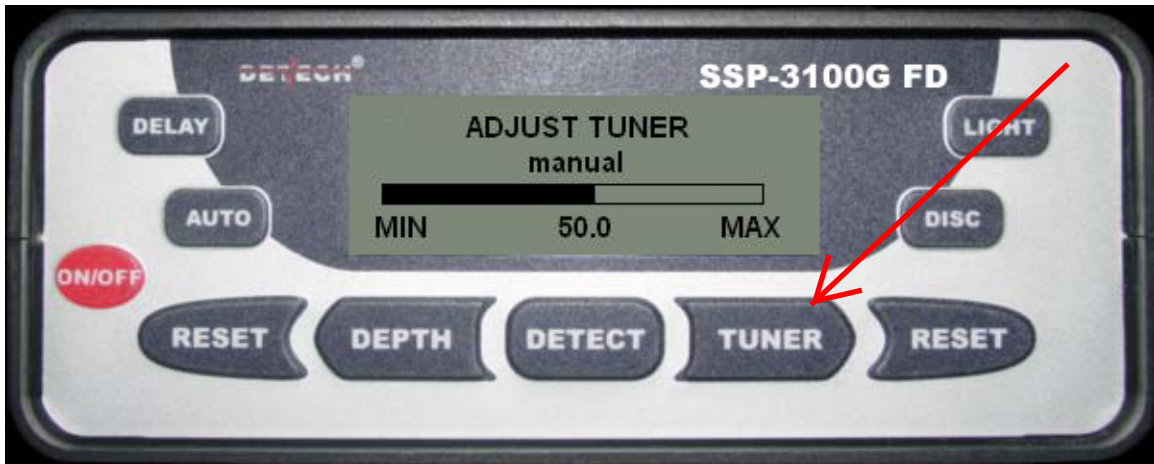 DETECH®
SSP-3100G FD
DELAY
ADJUST TUNER
LIGHT
manual
AUTO
MIN 50.0 MAX
DISC
ON/OFF
RESET DEPTH DETECT TUNER RESET